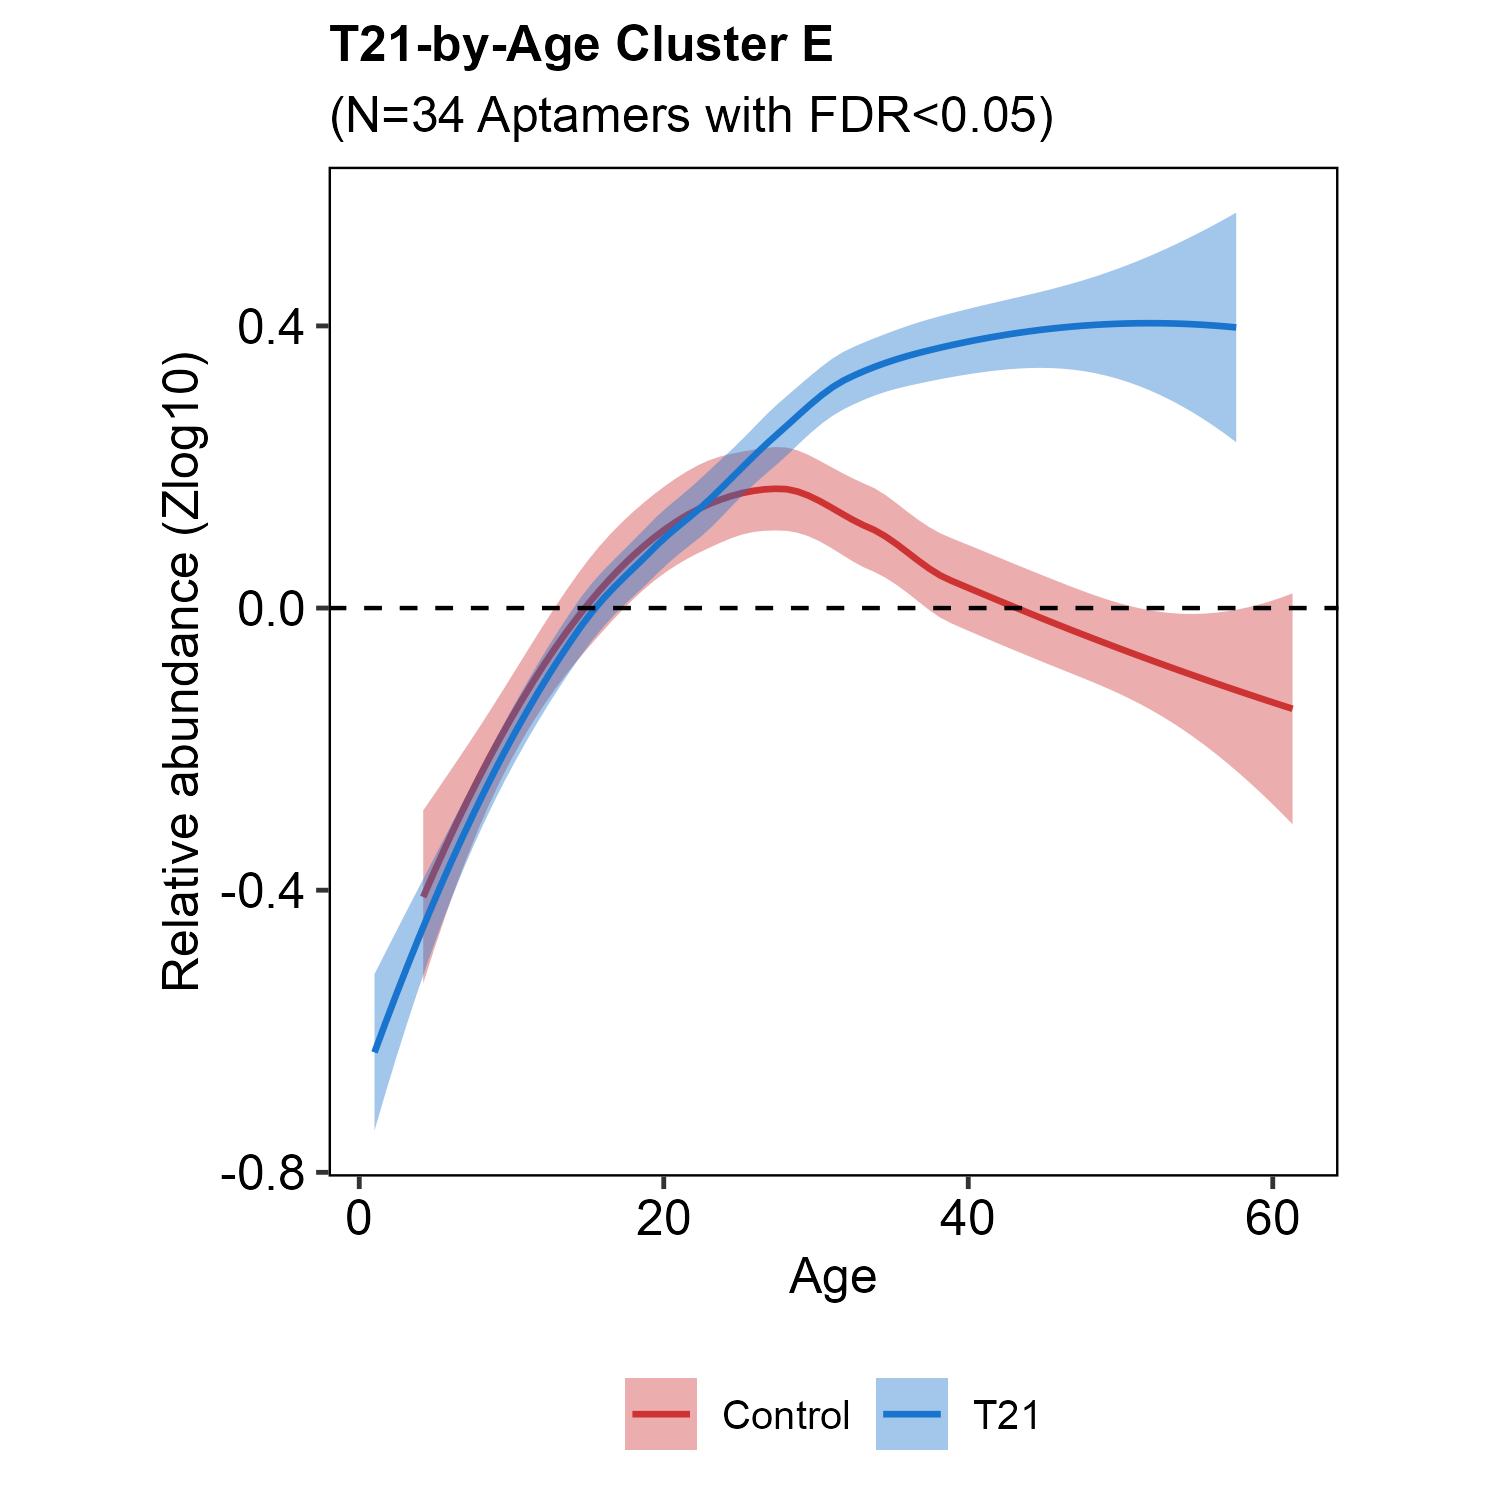 T21-by-Age Cluster E
(N=34 Aptamers with FDR<0.05)
Relative abundance (Zlog10)
0.4
0.0
-0.4
-0.8
0 20 40 60
Age
Control T21